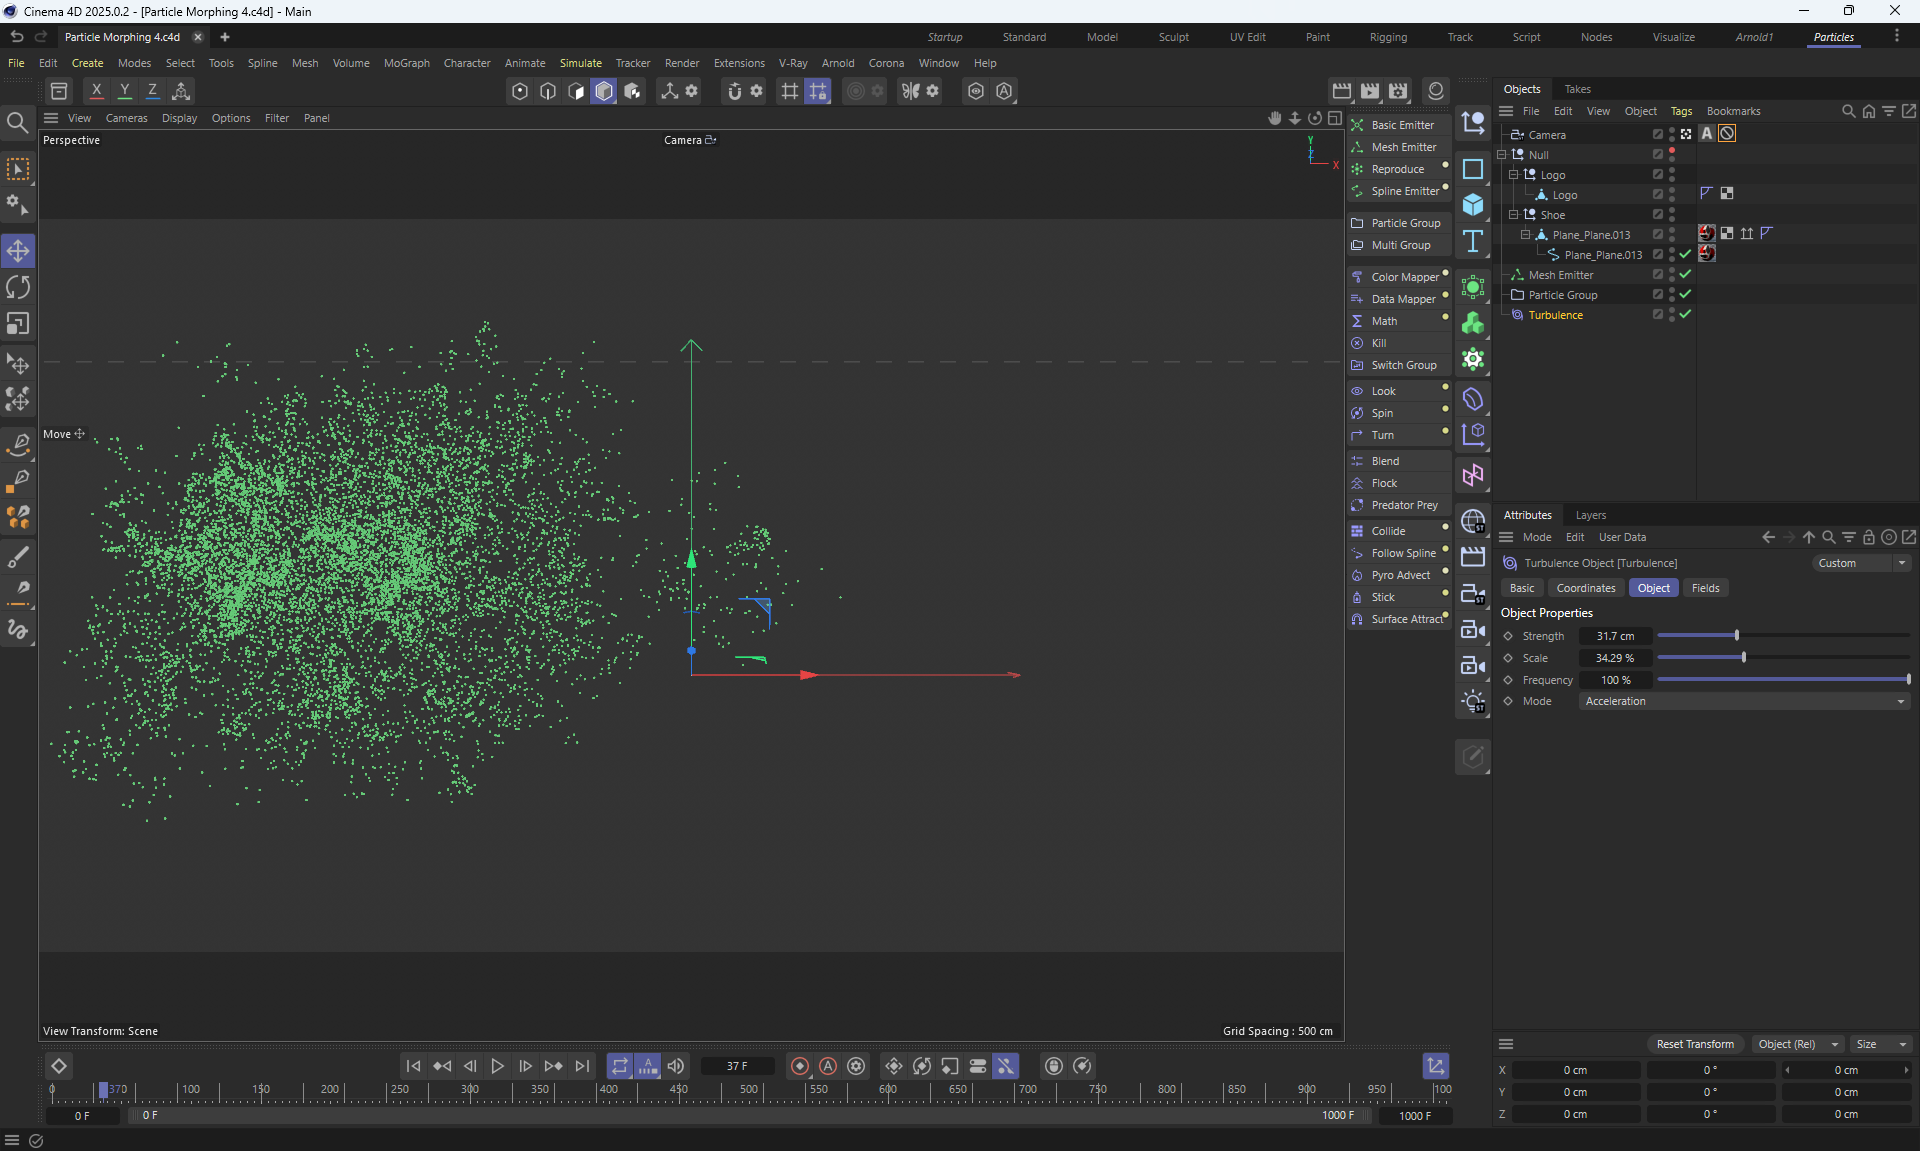 Cinema 4D 2025.0.2 - [Particle Morphing 4.c4d] - Main
Particle Morphing 4.c4d
Startup Standard Model Sculpt UV Edit Paint Rigging Track Script Nodes Visualize Arnold1 Particles
File Edit Create Modes Select Tools Spline Mesh Volume MoGraph Character Animate Simulate Tracker Render Extensions V-Ray Arnold Corona Window Help
X Y Z
View Cameras Display Options Filter Panel
Perspective
Camera
Y
Z
X
Move
View Transform: Scene
Grid Spacing : 500 cm
Basic Emitter
Mesh Emitter
Reproduce
Spline Emitter
Particle Group
Multi Group
Color Mapper
Data Mapper
Math
Kill
Switch Group
Look
Spin
Turn
Blend
Flock
Predator Prey
Collide
Follow Spline
Pyro Advect
Stick
Surface Attract
Objects Takes
File Edit View Object Tags Bookmarks
Camera
Null
Logo
Logo
Shoe
Plane_Plane.013
Plane_Plane.013
Mesh Emitter
Particle Group
Turbulence
Attributes Layers
Mode Edit User Data
Turbulence Object [Turbulence] Custom
Basic Coordinates Object Fields
Object Properties
Strength 31.7 cm
Scale 34.29 %
Frequency 100 %
Mode Acceleration
37 F
0 370 100 150 200 250 300 350 400 450 500 550 600 650 700 750 800 850 900 950 100
0 F 0 F 1000 F 1000 F
Reset Transform Object (Rel) Size
X 0 cm 0 ° 0 cm
Y 0 cm 0 ° 0 cm
Z 0 cm 0 ° 0 cm